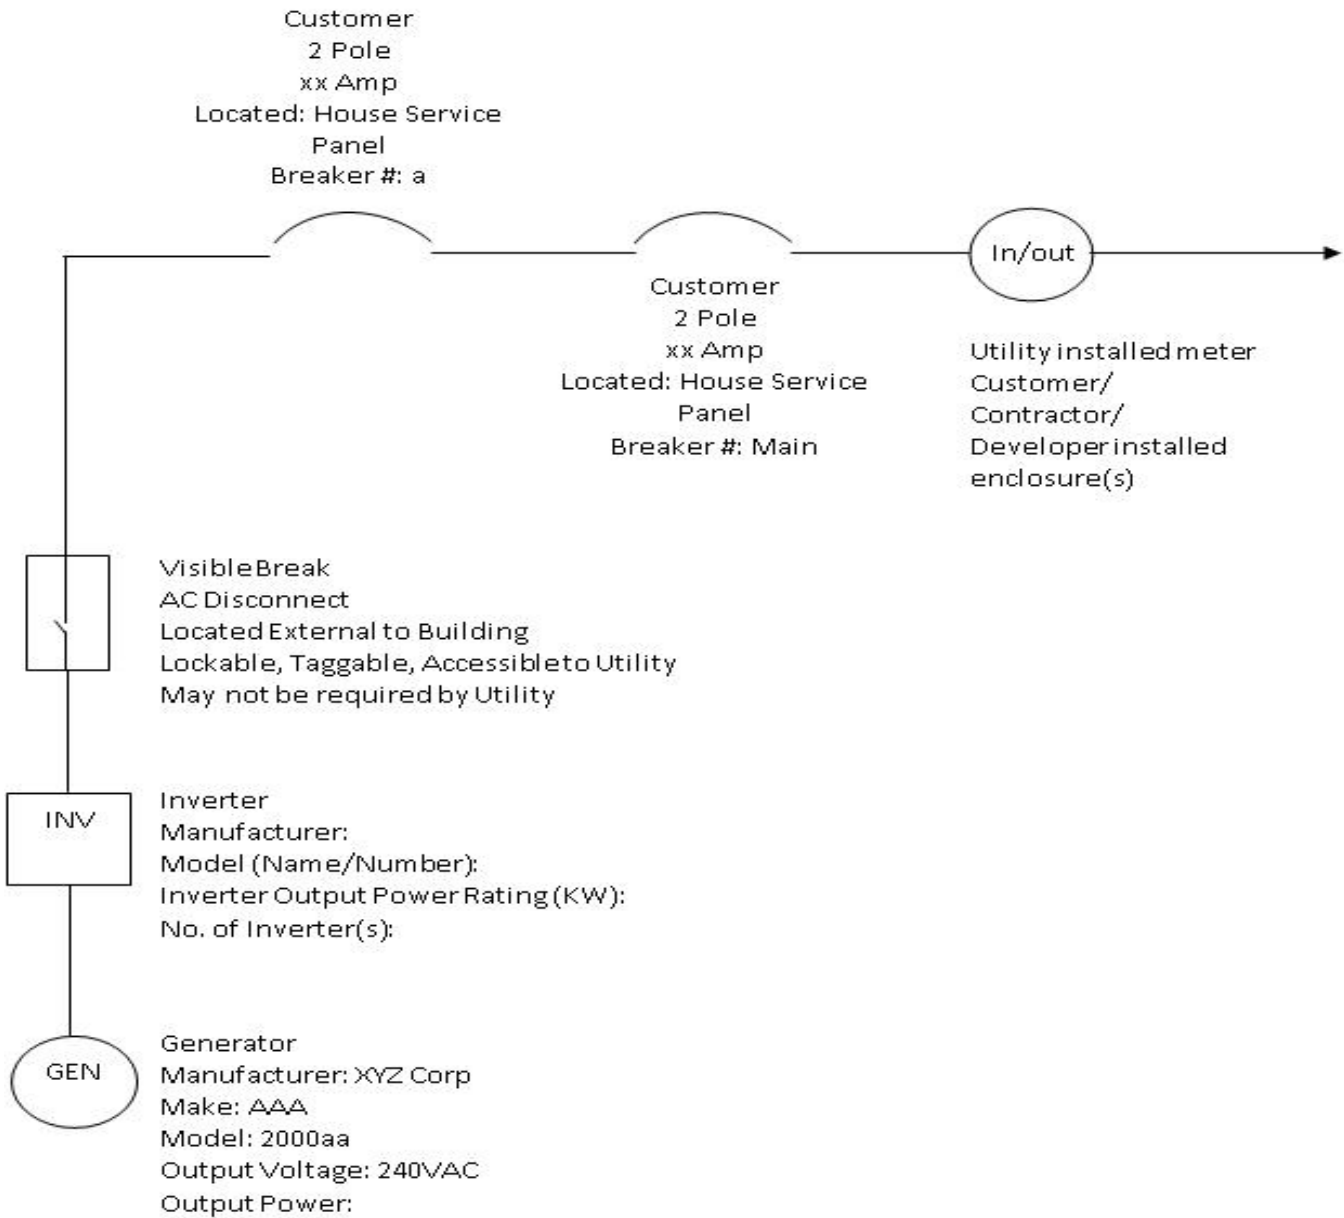 Customer
2 Pole
xx Amp
Located: House Service
Panel
Breaker #: a
In/out
Customer
2 Pole
xx Amp
Located: House Service
Panel
Breaker #: Main
Utility installed meter
Customer/
Contractor/
Developer installed
enclosure(s)
Visible Break
AC Disconnect
Located External to Building
Lockable, Taggable, Accessible to Utility
May not be required by Utility
INV
Inverter
Manufacturer:
Model (Name/Number):
Inverter Output Power Rating (KW):
No. of Inverter(s):
GEN
Generator
Manufacturer: XYZ Corp
Make: AAA
Model: 2000aa
Output Voltage: 240VAC
Output Power: